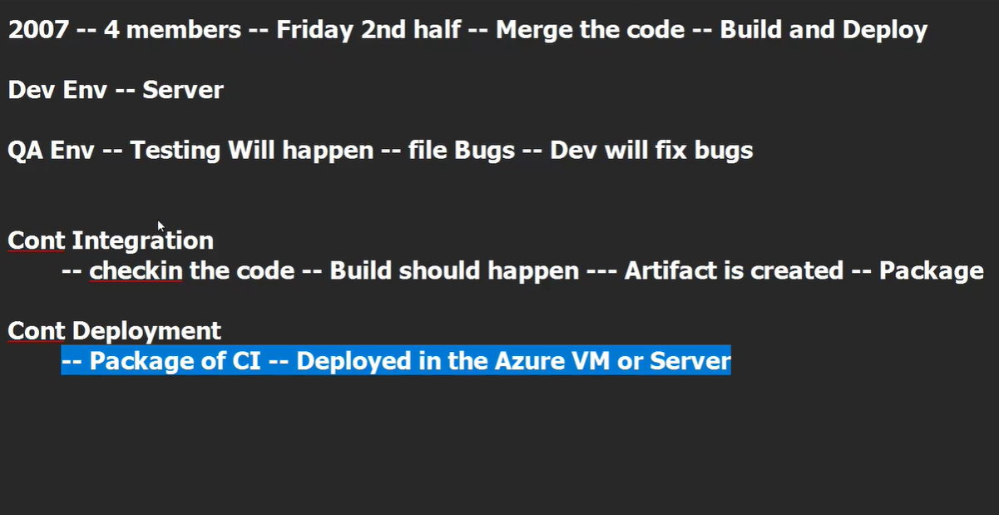 2007 -- 4 members -- Friday 2nd half -- Merge the code -- Build and Deploy
Dev Env -- Server
QA Env -- Testing Will happen -- file Bugs -- Dev will fix bugs
Cont Integration
-- checkin the code -- Build should happen --- Artifact is created -- Package
Cont Deployment
-- Package of CI -- Deployed in the Azure VM or Server